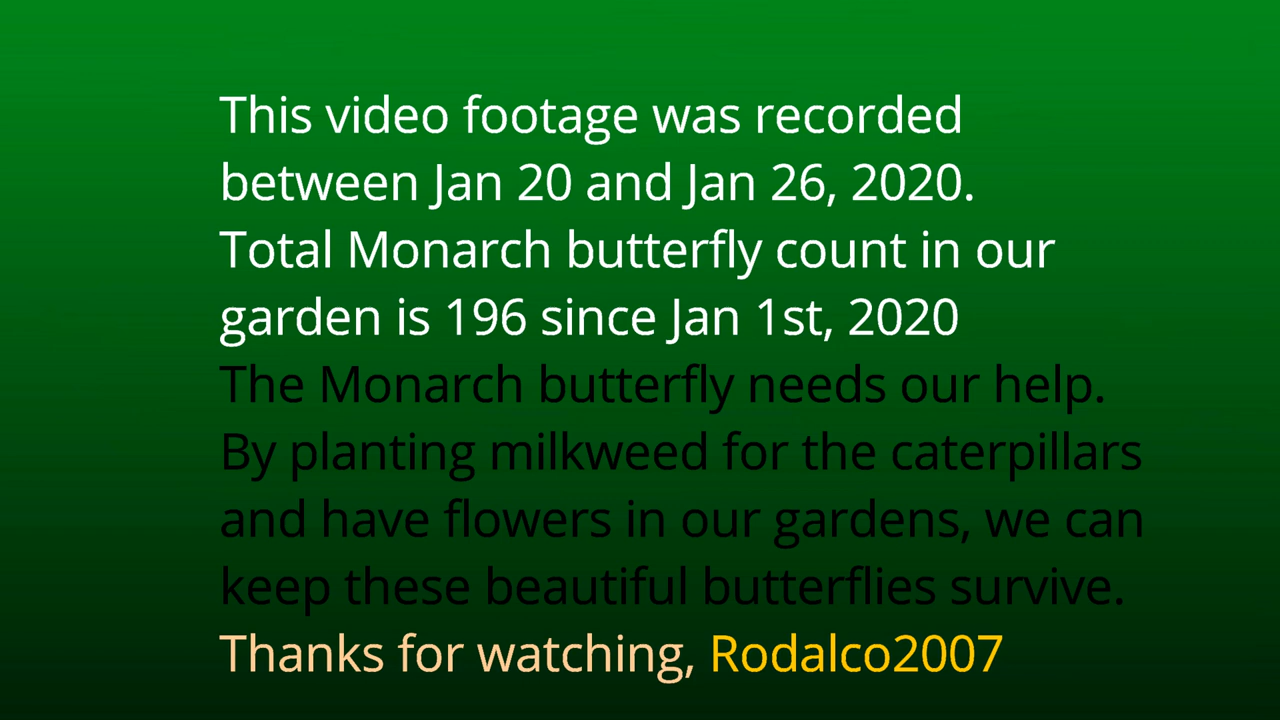 This video footage was recorded
between Jan 20 and Jan 26, 2020.
Total Monarch butterfly count in our
garden is 196 since Jan 1st, 2020
The Monarch butterfly needs our help.
By planting milkweed for the caterpillars
and have flowers in our gardens, we can
keep these beautiful butterflies survive.
Thanks for watching, Rodalco2007